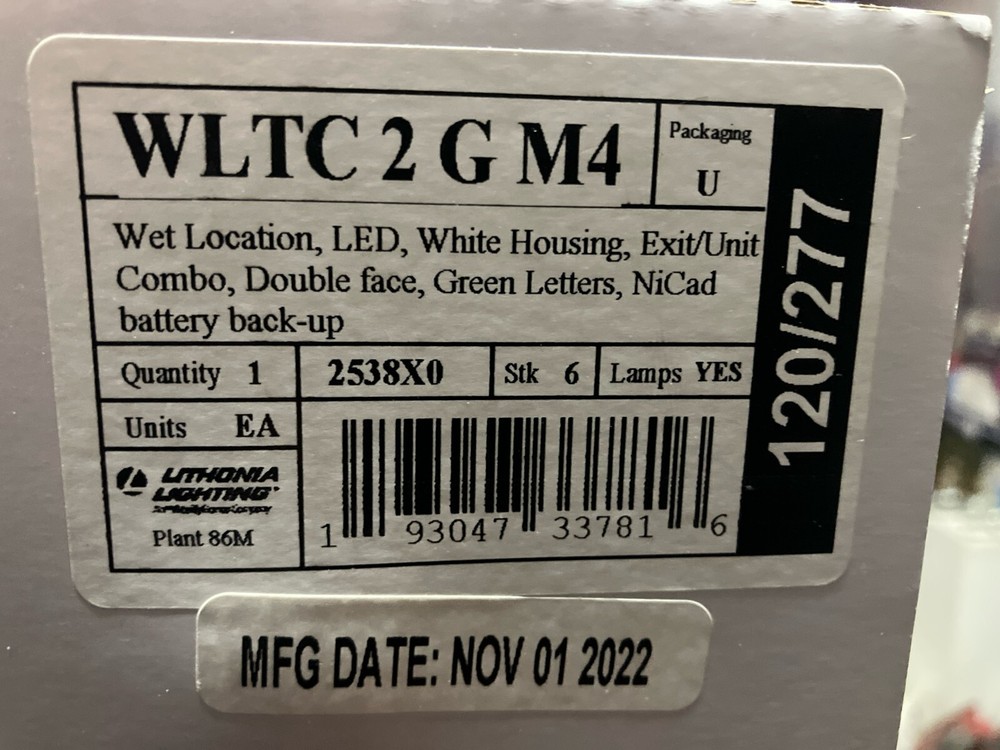 WLTC 2 G M4
Packaging
U
Wet Location, LED, White Housing, Exit/Unit
Combo, Double face, Green Letters, NiCad
battery back-up
120/277
Quantity 1
2538X0
Stk 6
Lamps YES
Units EA
LITHONIA
LIGHTING
Plant 86M
1 93047 33781 6
MFG DATE: NOV 01 2022